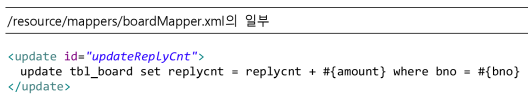 /resource/mappers/boardMapper.xml의 일부
<update id="updateReplyCnt">
  update tbl_board set replycnt = replycnt + #{amount} where bno = #{bno}
</update>